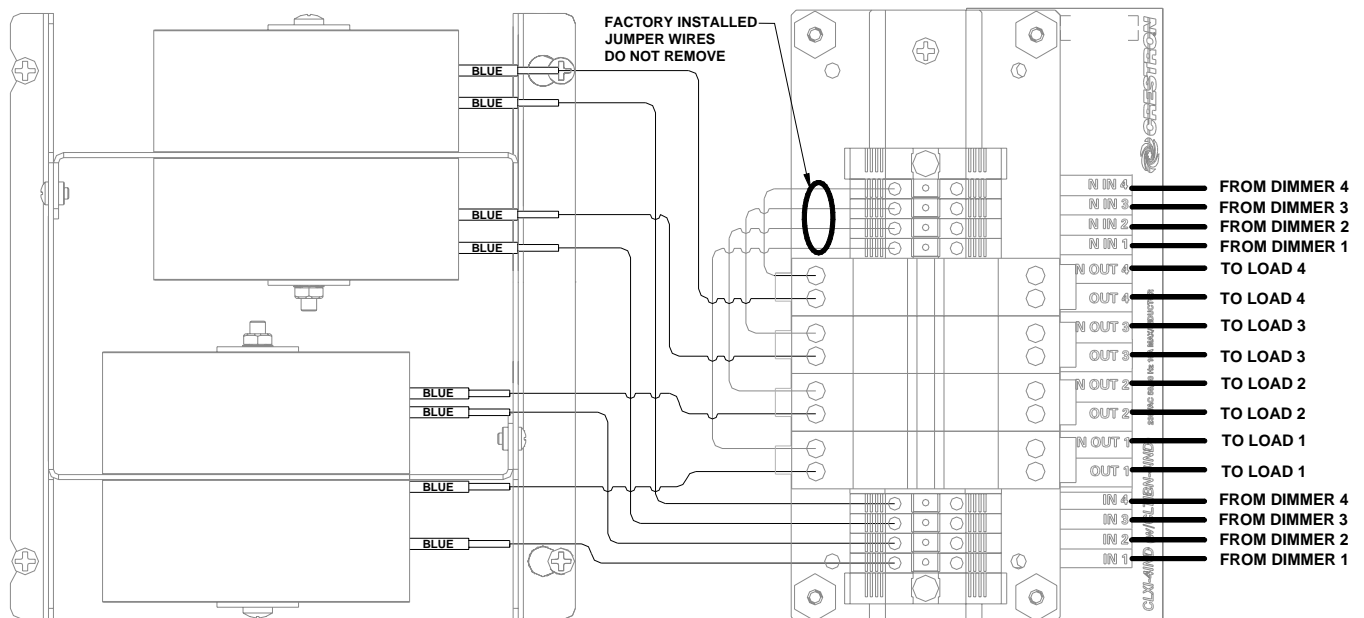 FACTORY INSTALLED
JUMPER WIRES
DO NOT REMOVE
BLUE
BLUE
BLUE
BLUE
BLUE
BLUE
BLUE
BLUE
CRESTRON
N IN 4 FROM DIMMER 4
N IN 3 FROM DIMMER 3
N IN 2 FROM DIMMER 2
N IN 1 FROM DIMMER 1
N OUT 4 TO LOAD 4
OUT 4 TO LOAD 4
N OUT 3 TO LOAD 3
OUT 3 TO LOAD 3
N OUT 2 TO LOAD 2
OUT 2 TO LOAD 2
N OUT 1 TO LOAD 1
OUT 1 TO LOAD 1
IN 4 FROM DIMMER 4
IN 3 FROM DIMMER 3
IN 2 FROM DIMMER 2
IN 1 FROM DIMMER 1